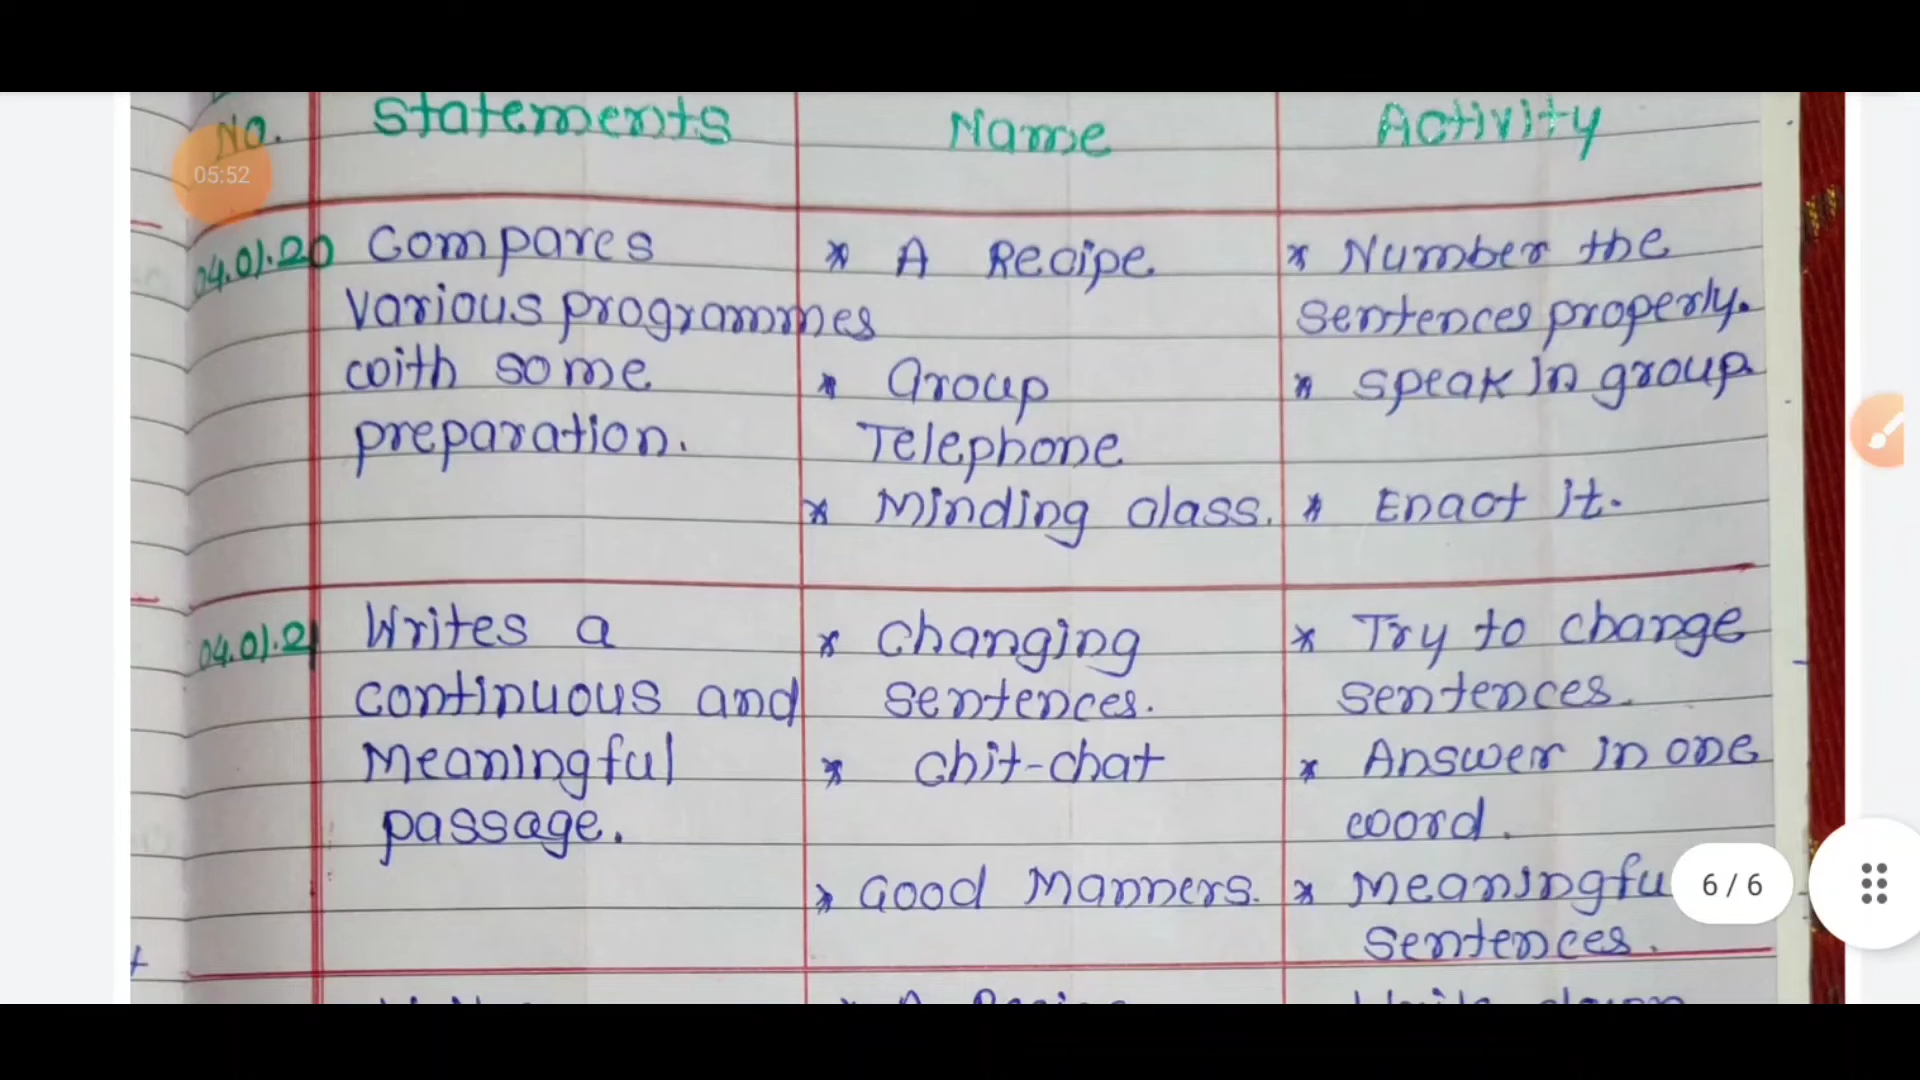 No. Statements Name Activity
05:52
04.01.20 Compares * A Recipe * Number the
various programmes sentences properly.
with some * Group * speak in group.
preparation. Telephone
* Minding class. * Enact it.
04.01.21 Writes a * Changing * Try to change
continuous and sentences. sentences.
Meaningful * chit-chat * Answer in one
passage. word.
* Good Manners. * Meaningfu
6 / 6
sentences.